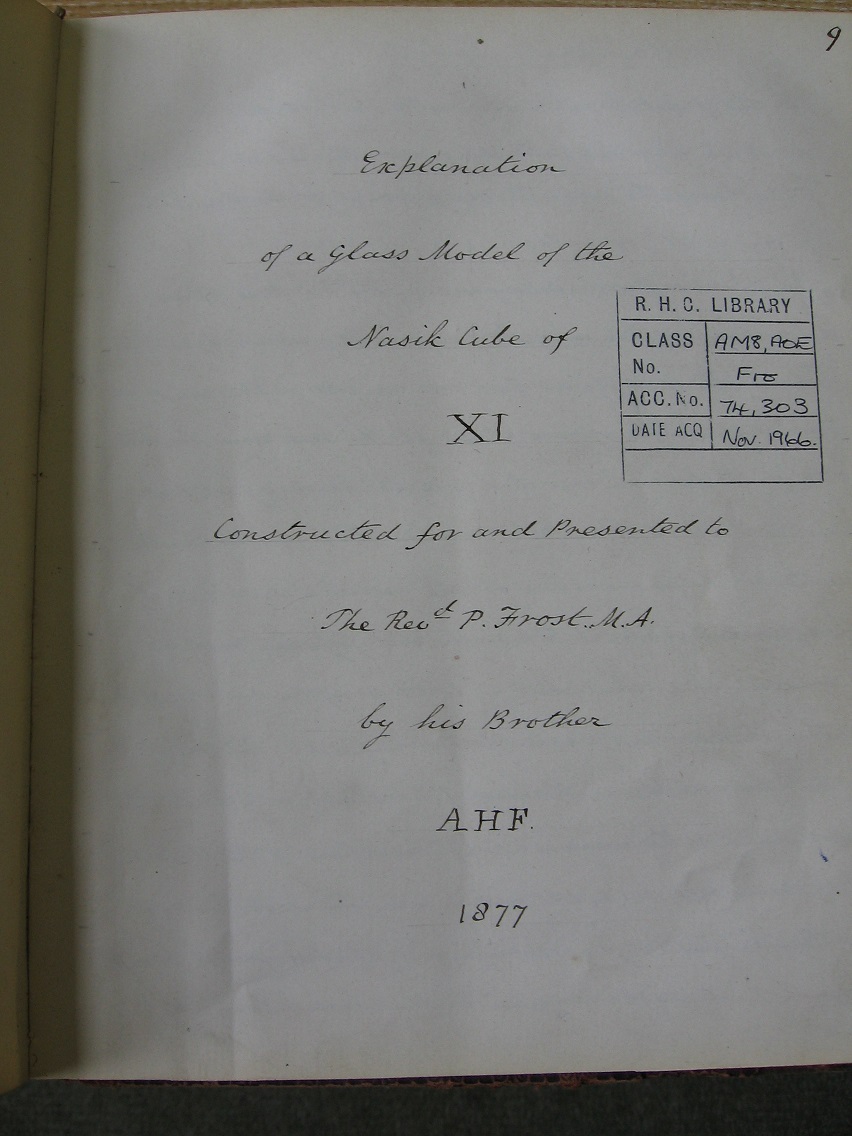 9
Explanation
of a Glass Model of the
Nasik Cube of
XI
R. H. C. LIBRARY
CLASS No. AM8,AOE Fro
ACC. No. 74,303
DATE ACQ Nov. 1966.
Constructed for and Presented to
The Revd P. Frost. M.A.
by his Brother
AHF.
1877